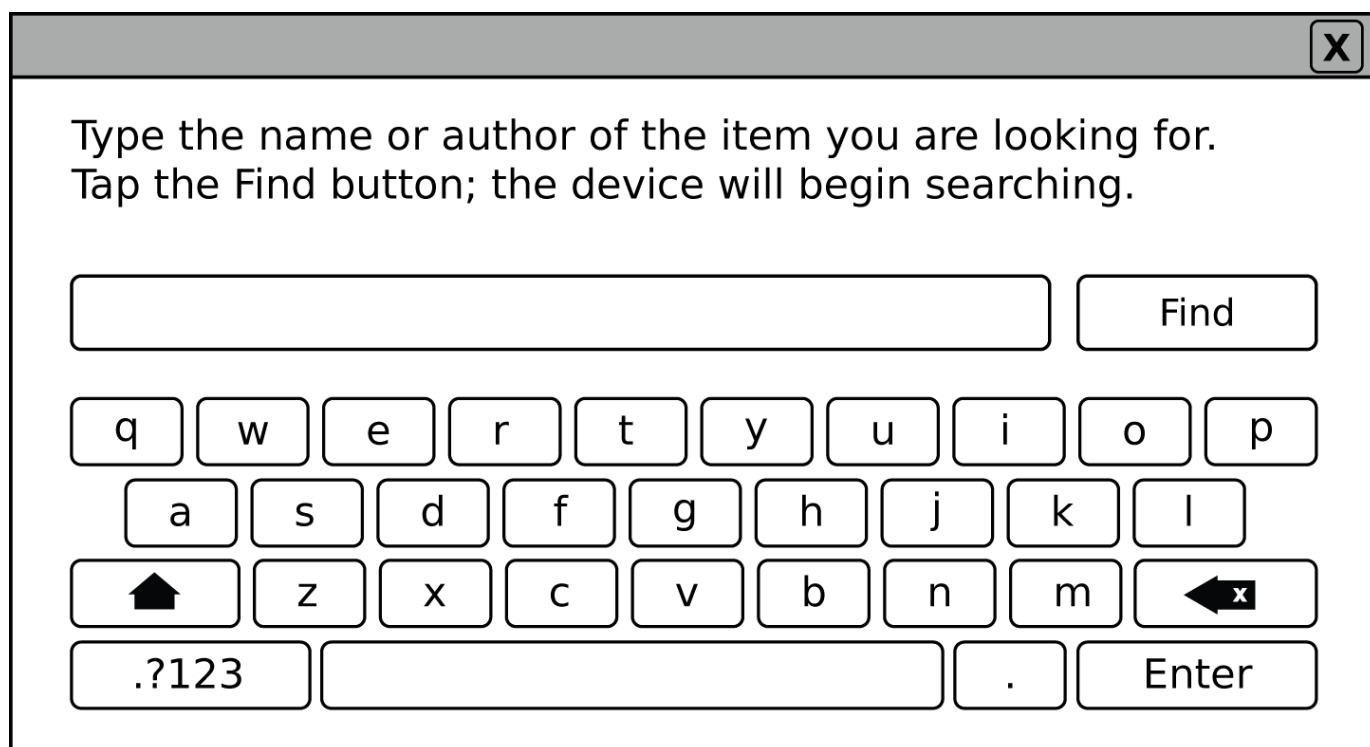 X
Type the name or author of the item you are looking for.
Tap the Find button; the device will begin searching.
Find
q w e r t y u i o p
a s d f g h j k l
z x c v b n m x
.?123 . Enter